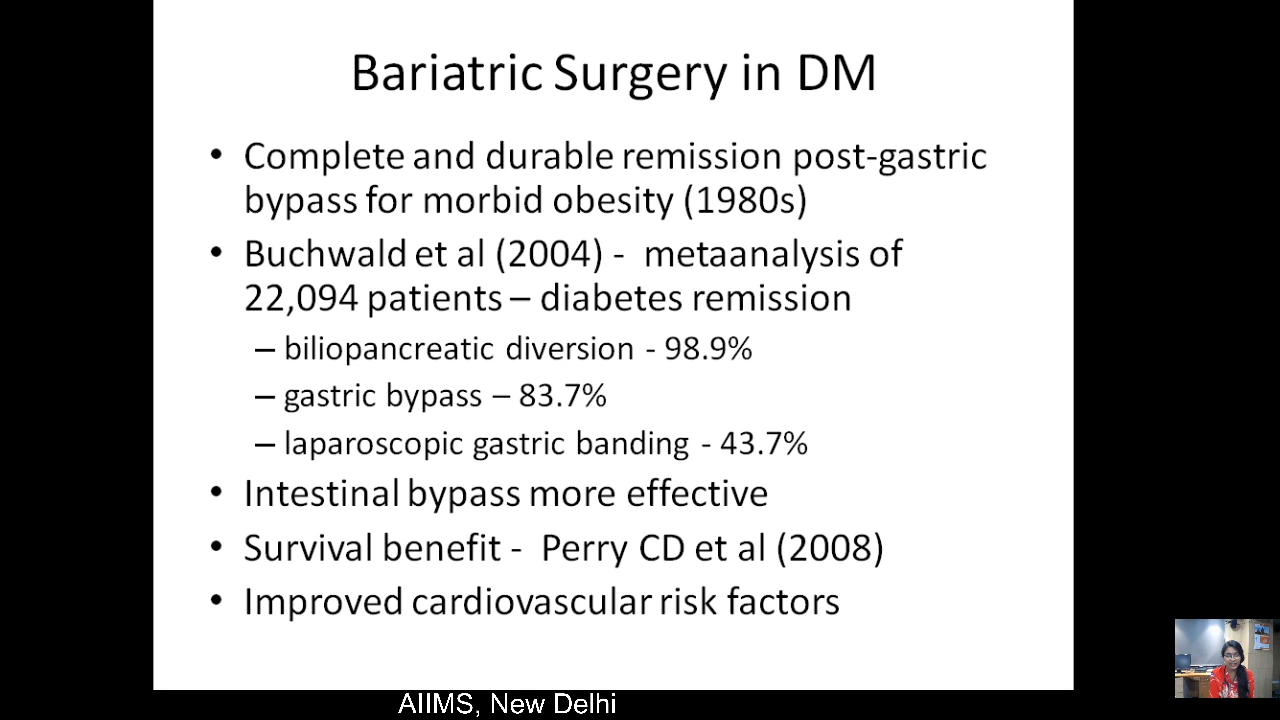 Bariatric Surgery in DM
• Complete and durable remission post-gastric
bypass for morbid obesity (1980s)
• Buchwald et al (2004) -  metaanalysis of
22,094 patients – diabetes remission
– biliopancreatic diversion - 98.9%
– gastric bypass – 83.7%
– laparoscopic gastric banding - 43.7%
• Intestinal bypass more effective
• Survival benefit -  Perry CD et al (2008)
• Improved cardiovascular risk factors
AIIMS, New Delhi